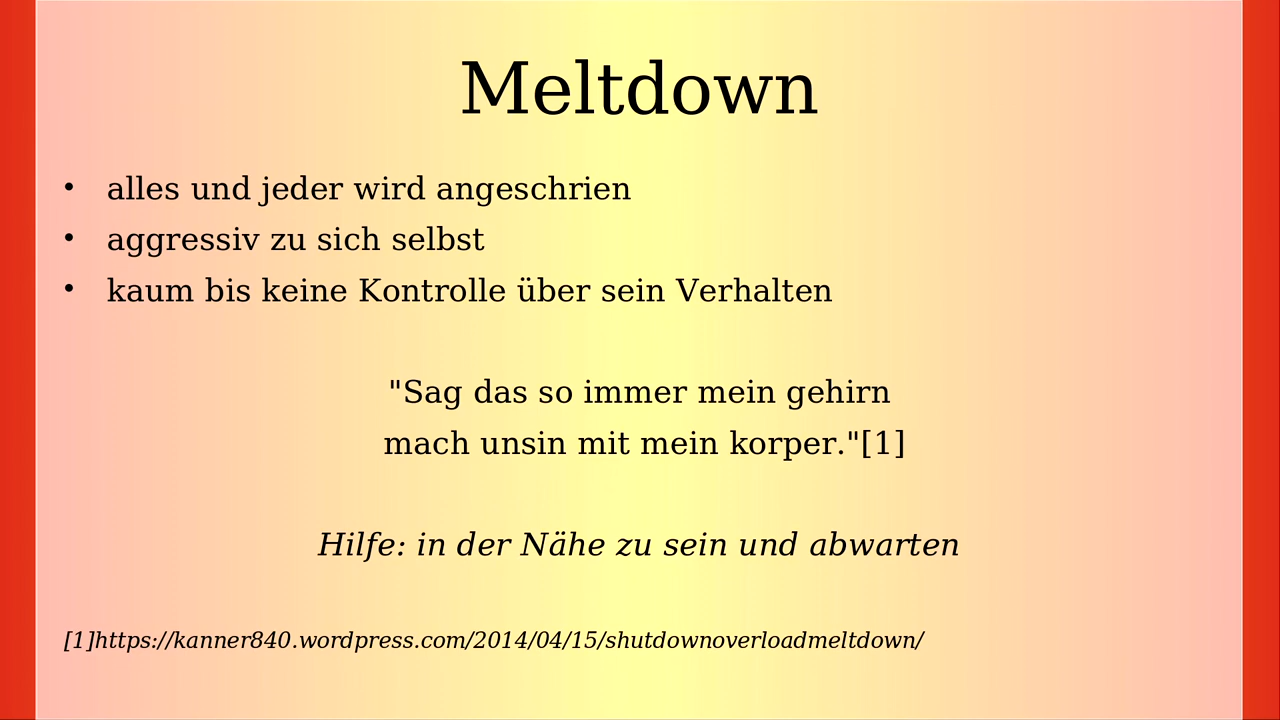 Meltdown
• alles und jeder wird angeschrien
• aggressiv zu sich selbst
• kaum bis keine Kontrolle über sein Verhalten
"Sag das so immer mein gehirn
mach unsin mit mein korper."[1]
Hilfe: in der Nähe zu sein und abwarten
[1]https://kanner840.wordpress.com/2014/04/15/shutdownoverloadmeltdown/